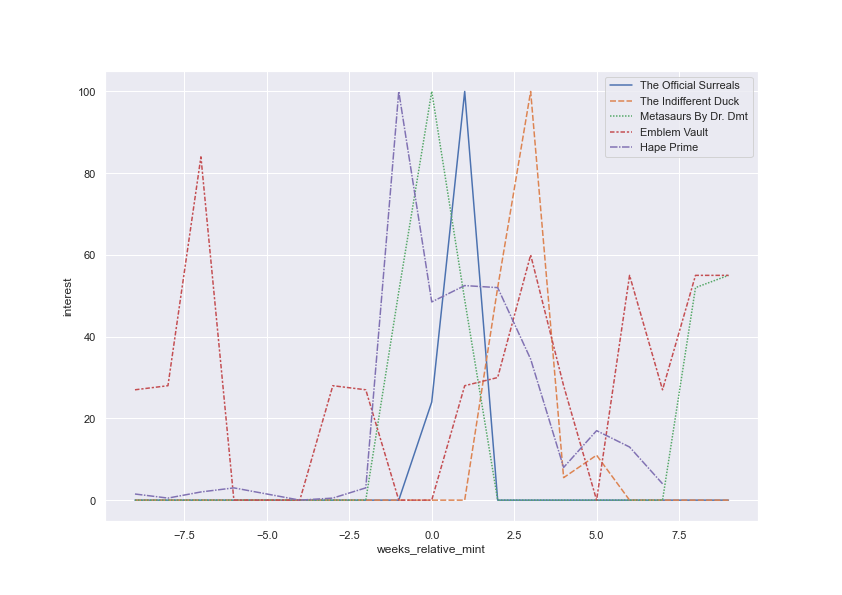 The Official Surreals
The Indifferent Duck
Metasaurs By Dr. Dmt
Emblem Vault
Hape Prime
100
80
60
40
20
0
interest
−7.5 −5.0 −2.5 0.0 2.5 5.0 7.5
weeks_relative_mint